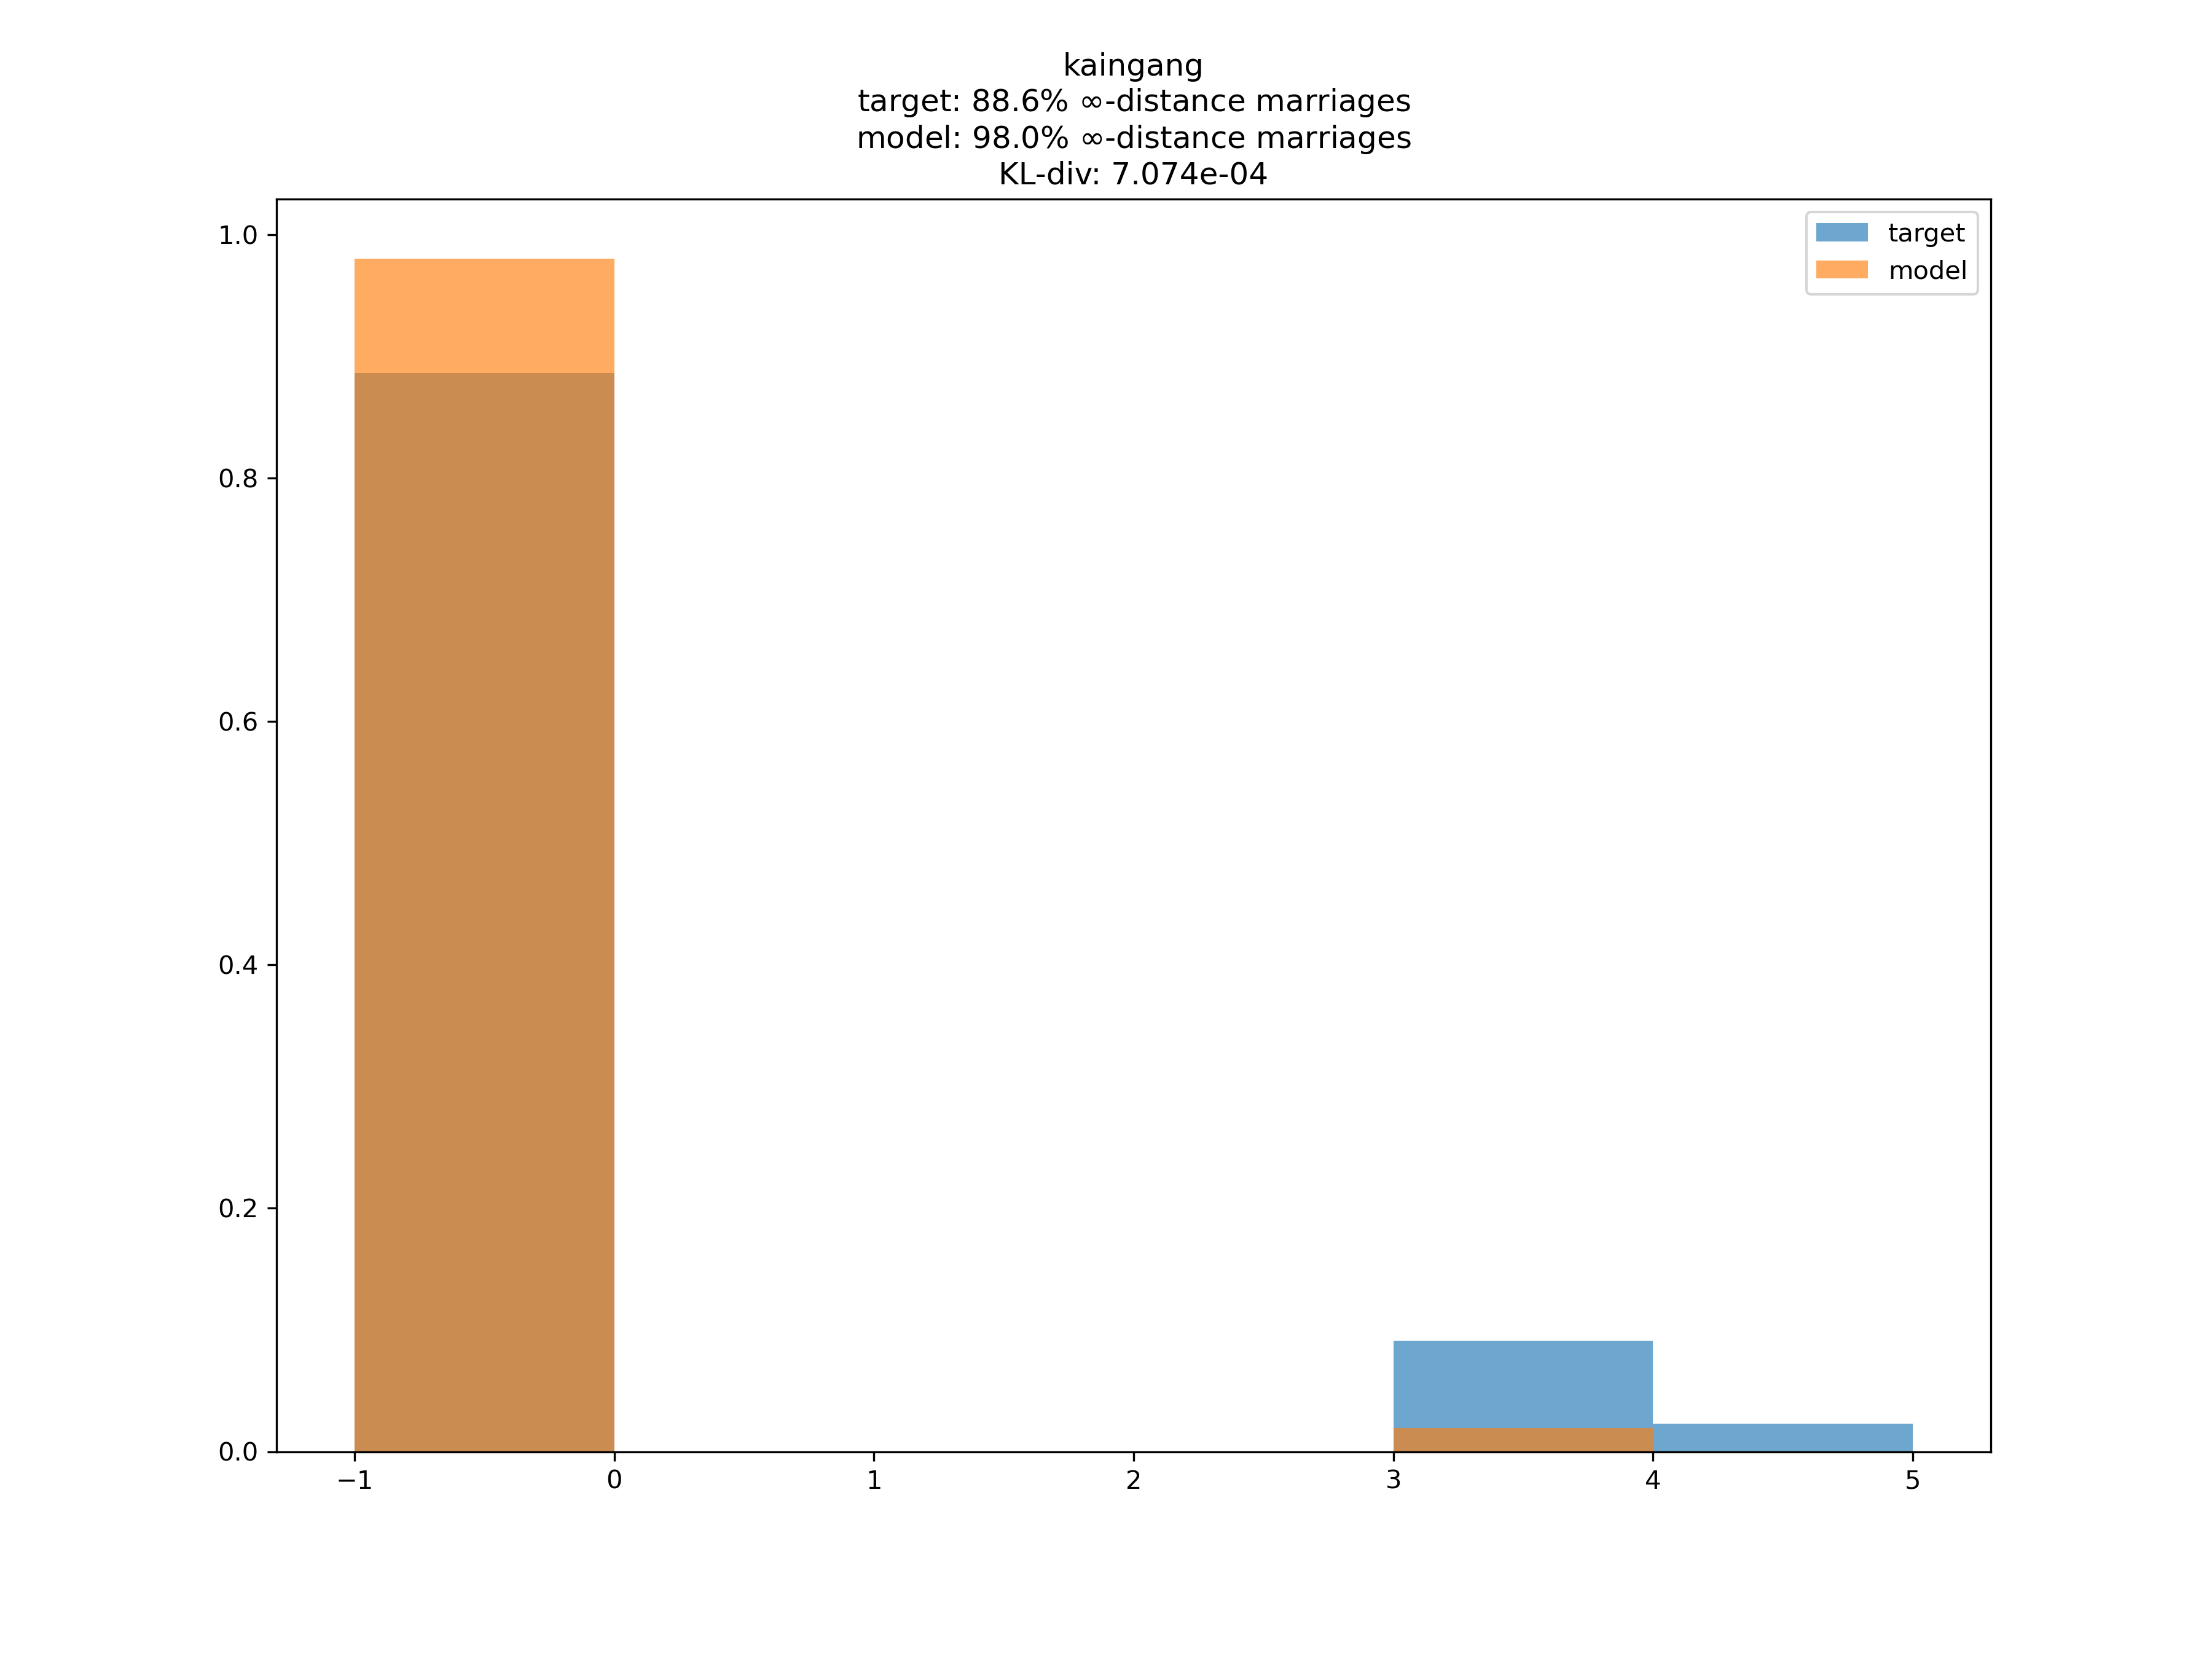 kaingang
target: 88.6% ∞-distance marriages
model: 98.0% ∞-distance marriages
KL-div: 7.074e-04
target
model
1.0
0.8
0.6
0.4
0.2
0.0
−1 0 1 2 3 4 5